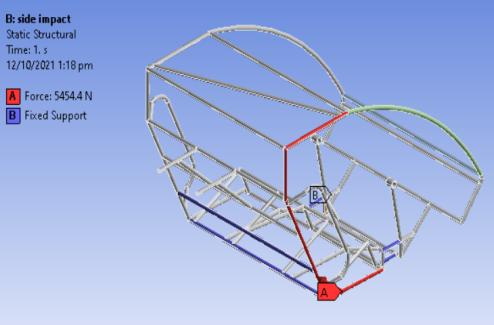 B: side impact
Static Structural
Time: 1. s
12/10/2021 1:18 pm
A Force: 5454.4 N
B Fixed Support
B
A